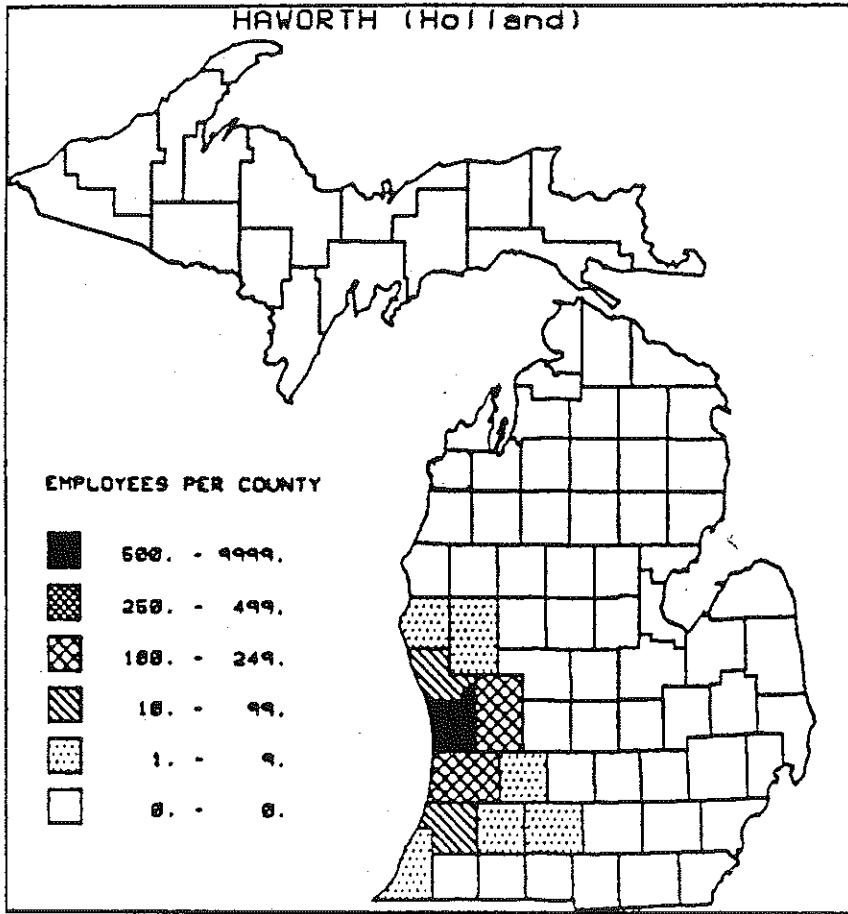 HAWORTH (Holland)
EMPLOYEES PER COUNTY
500. - 9999.
250. - 499.
100. - 249.
10. - 99.
1. - 9.
0. - 0.